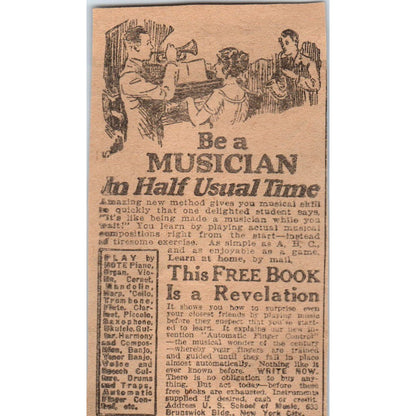 Be a
MUSICIAN
In Half Usual Time
Amazing new method gives you musical skill
so quickly that one delighted student says,
"It's like being made a musician while you
wait!" You learn by playing actual musical
compositions right from the start—instead
of tiresome exercise. As simple as A, B, C,
and as enjoyable as a game.
Learn at home, by mail.
PLAY by
NOTE Piano,
Organ, Vio-
lin, Cornet,
Mandolin,
Harp, 'Cello,
Trombone,
Flute, Clar-
inet, Piccolo,
Saxophone,
Ukulele, Gui-
tar, Harmony
and Composi-
tion, Banjo,
Tenor Banjo,
Voice and
Speech Cul-
ture, Drums
and Traps,
Automatic
Finger Con-
trol, etc.
This FREE BOOK
Is a Revelation
It shows you how to surprise even
your closest friends by playing music
before they suspect that you've start-
ed to learn. It explains our new in-
vention "Automatic Finger Control"
—the musical wonder of the century
—whereby your fingers are trained
and guided until they fall in place
almost automatically. Nothing like it
ever known before. WRITE NOW.
There is no obligation to buy any-
thing. But act today—before these
free books are exhausted. Instruments
supplied if desired, cash or credit.
Address U. S. School of Music,
Brunswick Bldg., New York City.